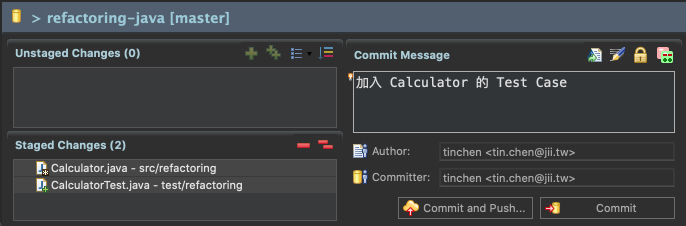 > refactoring-java [master]
Unstaged Changes (0)
Staged Changes (2)
Calculator.java - src/refactoring
CalculatorTest.java - test/refactoring
Commit Message
加入 Calculator 的 Test Case
Author: tinchen <tin.chen@jii.tw>
Committer: tinchen <tin.chen@jii.tw>
Commit and Push... Commit